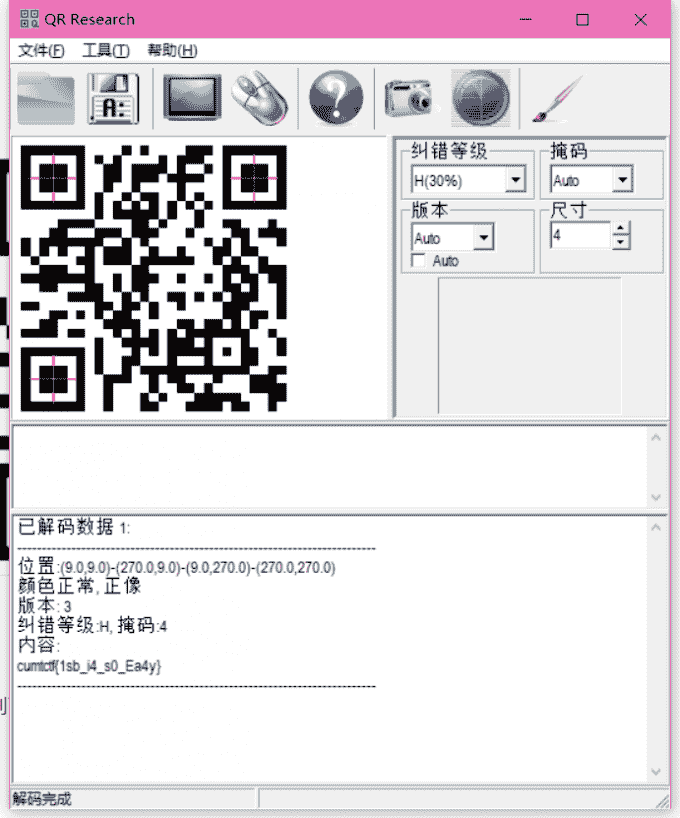 QR Research
文件(F) 工具(T) 帮助(H)
A:
纠错等级 掩码
H(30%) Auto
版本 尺寸
Auto 4
Auto
已解码数据 1:
位置:(9.0,9.0)-(270.0,9.0)-(9.0,270.0)-(270.0,270.0)
颜色正常, 正像
版本: 3
纠错等级:H, 掩码:4
内容:
cumtctf{1sb_i4_s0_Ea4y}
解码完成